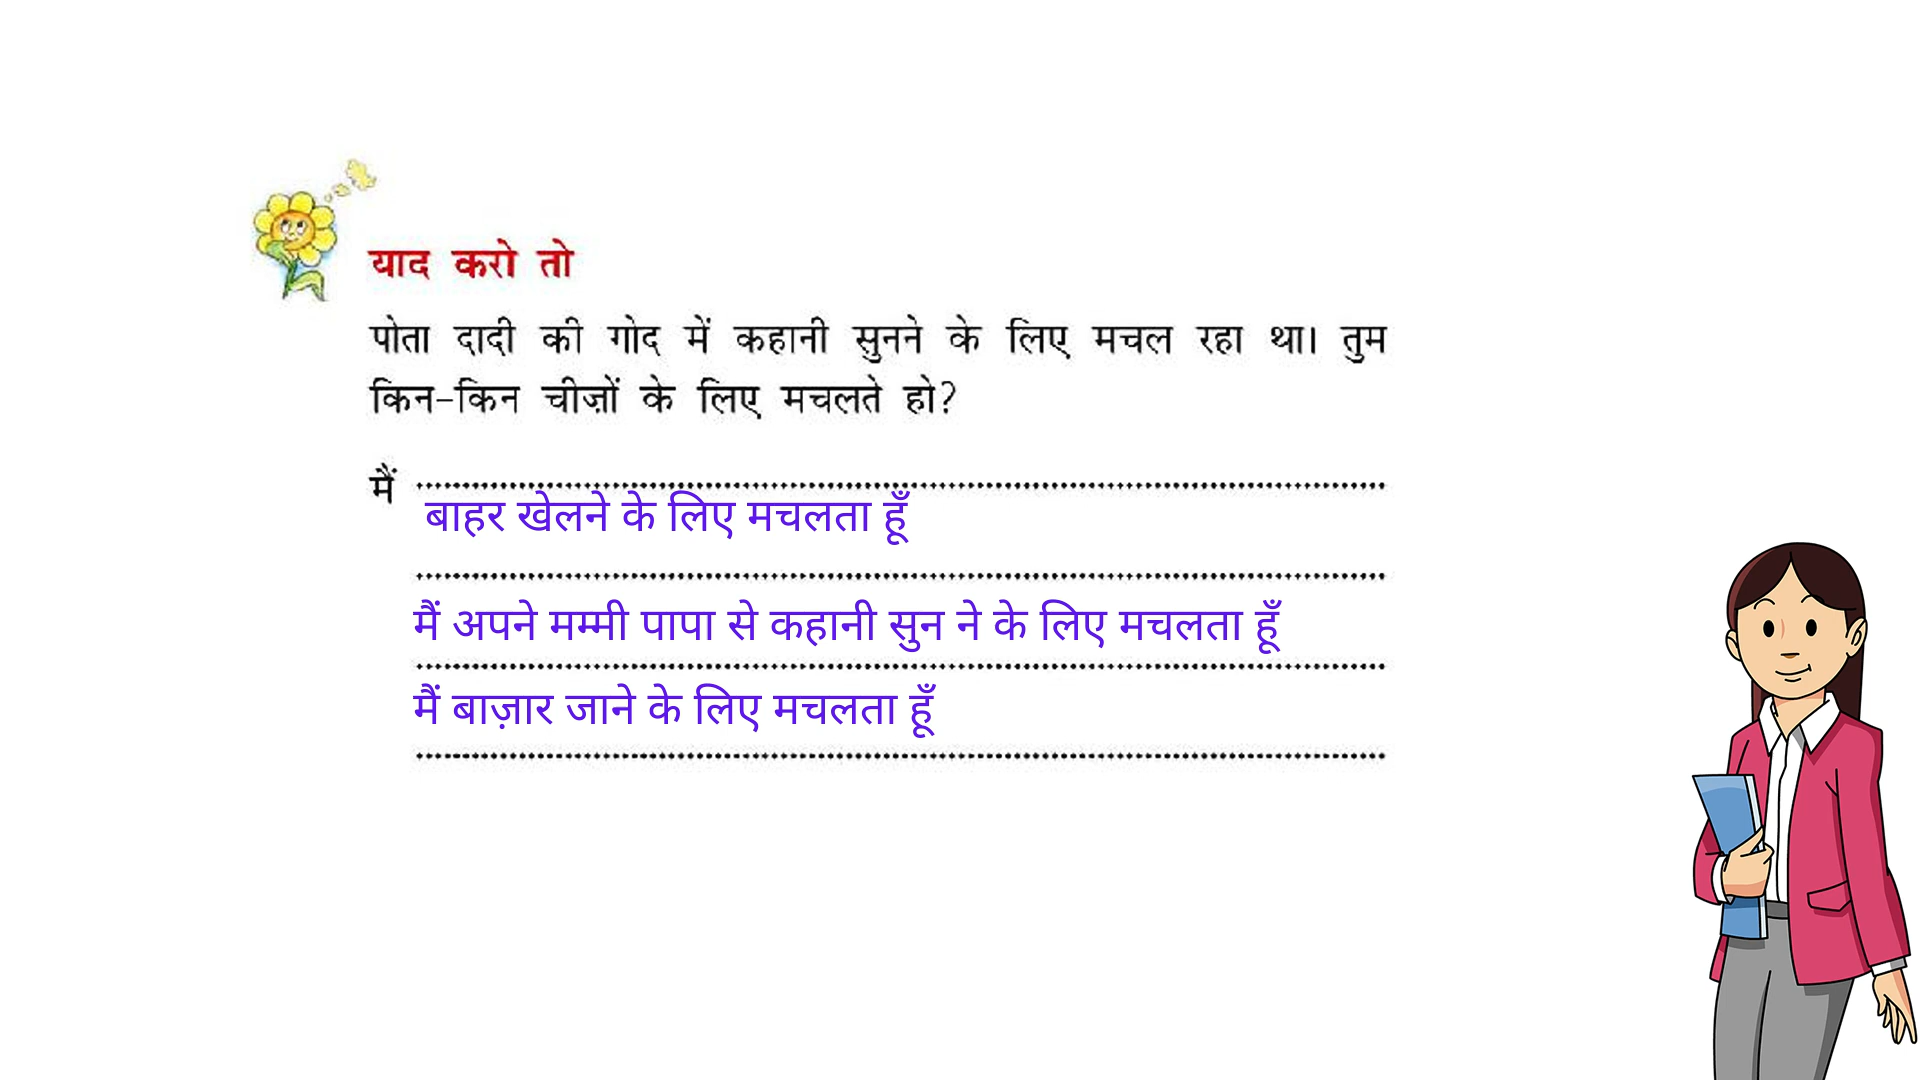 याद करो तो
पोता दादी की गोद में कहानी सुनने के लिए मचल रहा था। तुम
किन-किन चीज़ों के लिए मचलते हो?
मैं
बाहर खेलने के लिए मचलता हूँ
मैं अपने मम्मी पापा से कहानी सुन ने के लिए मचलता हूँ
मैं बाज़ार जाने के लिए मचलता हूँ